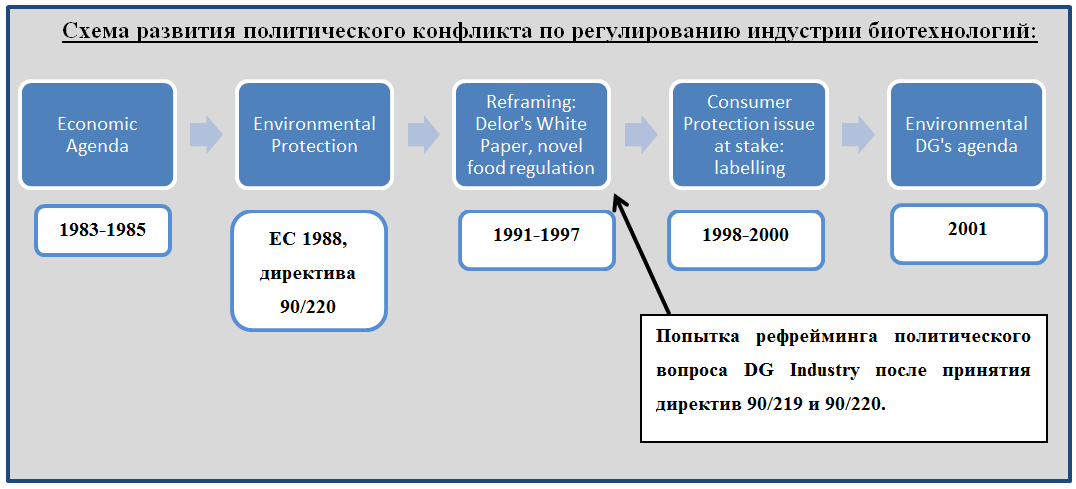 Схема развития политического конфликта по регулированию индустрии биотехнологий:
Economic
Agenda
Environmental
Protection
Reframing:
Delor's White
Paper, novel
food regulation
Consumer
Protection issue
at stake:
labelling
Environmental
DG's agenda
1983-1985
ЕС 1988,
директива
90/220
1991-1997
1998-2000
2001
Попытка рефрейминга политического
вопроса DG Industry после принятия
директив 90/219 и 90/220.